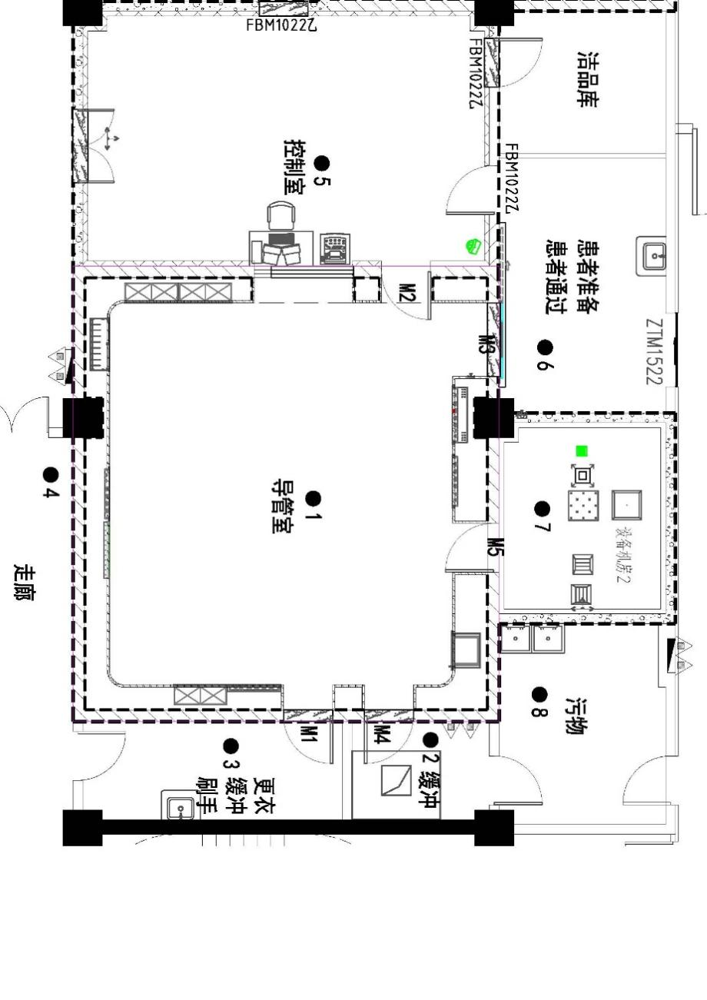 FBM1022乙
FBM1022乙
洁品库
5
控制室
FBM1022乙
患者准备
患者通过
M2
M3
6
ZTM1522
4
走廊
1
导管室
M5
7
设备机房2
8
污物
M1
M4
3
更衣
缓冲
刷手
2 缓冲